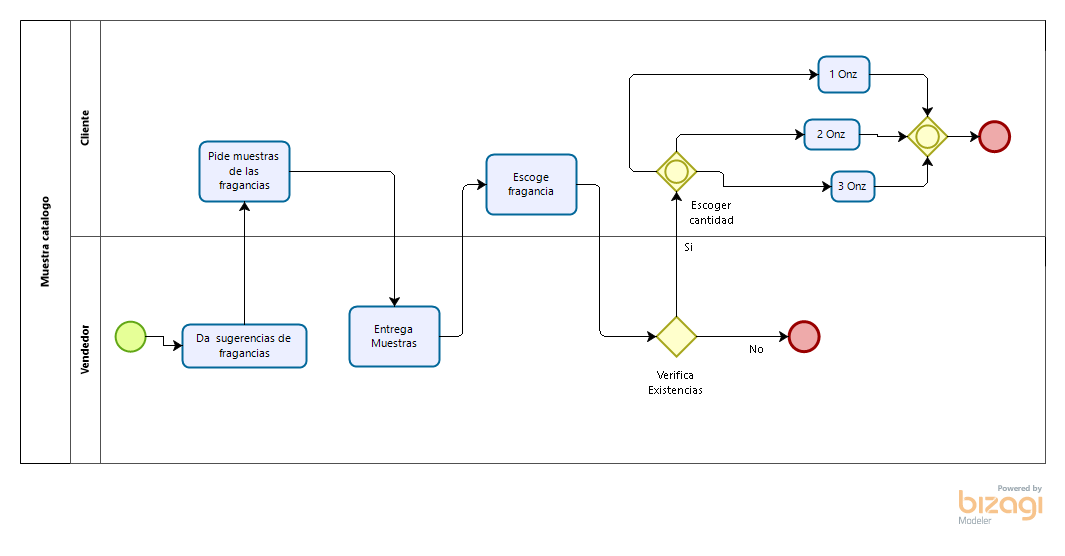 Muestra catalogo
Cliente
Vendedor
Pide muestras
de las
fragancias
Escoge
fragancia
1 Onz
2 Onz
3 Onz
Escoger
cantidad
Si
Da sugerencias de
fragancias
Entrega
Muestras
No
Verifica
Existencias
Powered by
bizagi
Modeler